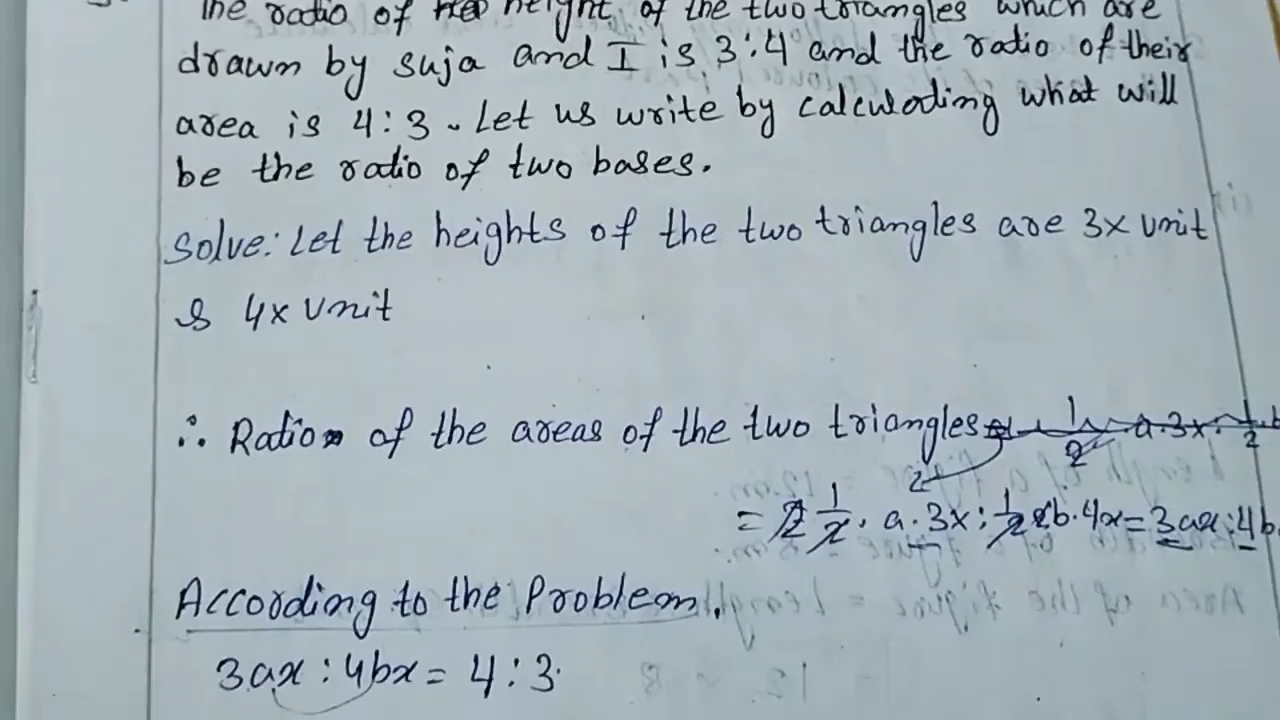 The ratio of height of the two triangles which are
drawn by suja and I is 3:4 and the ratio of their
area is 4:3. Let us write by calculating what will
be the ratio of two bases.
Solve: Let the heights of the two triangles are 3x unit
& 4x unit
∴ Ratio of the areas of the two triangles
= 1/2 . a . 3x : 1/2 b . 4x = 3ax : 4b
According to the Problem.
3ax : 4bx = 4 : 3.